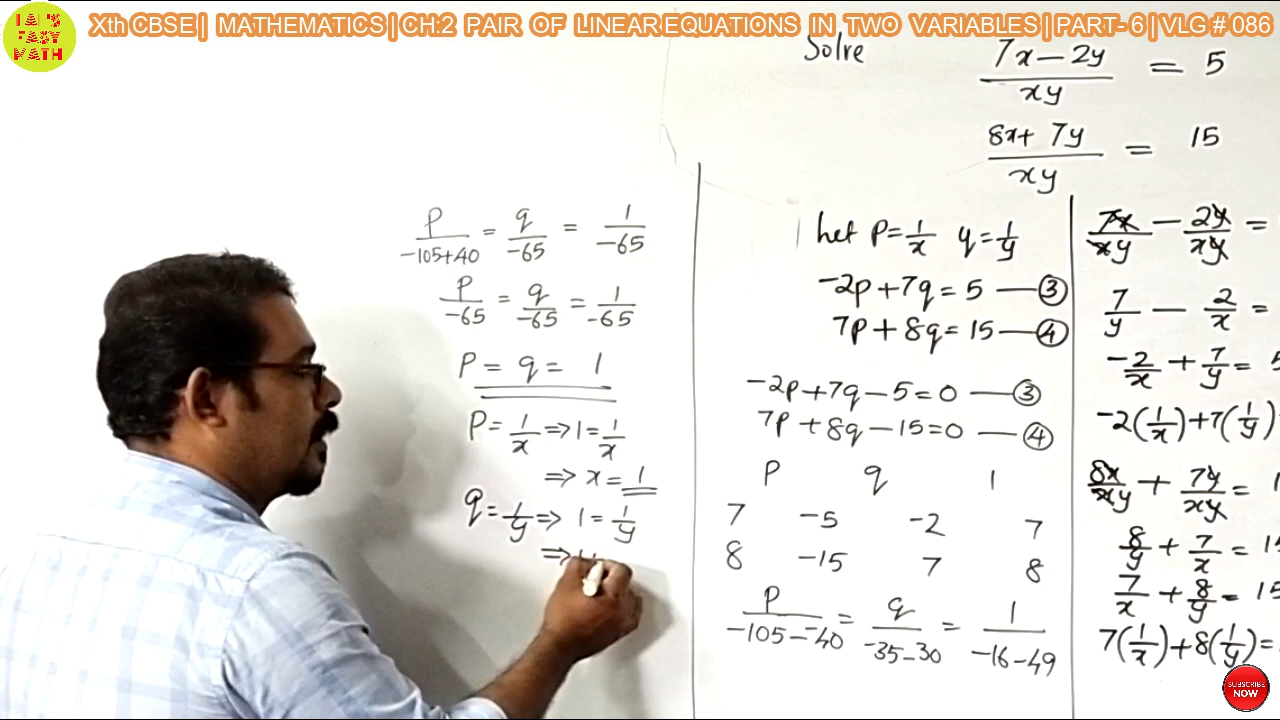 Xth CBSE | MATHEMATICS | CH:2 PAIR OF LINEAR EQUATIONS IN TWO VARIABLES | PART- 6 | VLG # 086
EASY
MATH
Solve
(7x - 2y)/xy = 5
(8x + 7y)/xy = 15
7x/xy - 2y/xy =
7/y - 2/x =
-2/x + 7/y = 5
-2(1/x) + 7(1/y)
8x/xy + 7y/xy = 1
8/y + 7/x = 15
7/x + 8/y = 15
7(1/x) + 8(1/y) =
let P = 1/x q = 1/y
-2p + 7q = 5 — ③
7p + 8q = 15 — ④
-2p + 7q - 5 = 0 — ③
7p + 8q - 15 = 0 — ④
P q 1
7 -5 -2 7
8 -15 7 8
P/(-105 - -40) = q/(-35-30) = 1/(-16-49)
P/(-105+40) = q/-65 = 1/-65
P/-65 = q/-65 = 1/-65
P = q = 1
P = 1/x ⇒ 1 = 1/x
⇒ x = 1
q = 1/y ⇒ 1 = 1/y
⇒
SUBSCRIBE
NOW